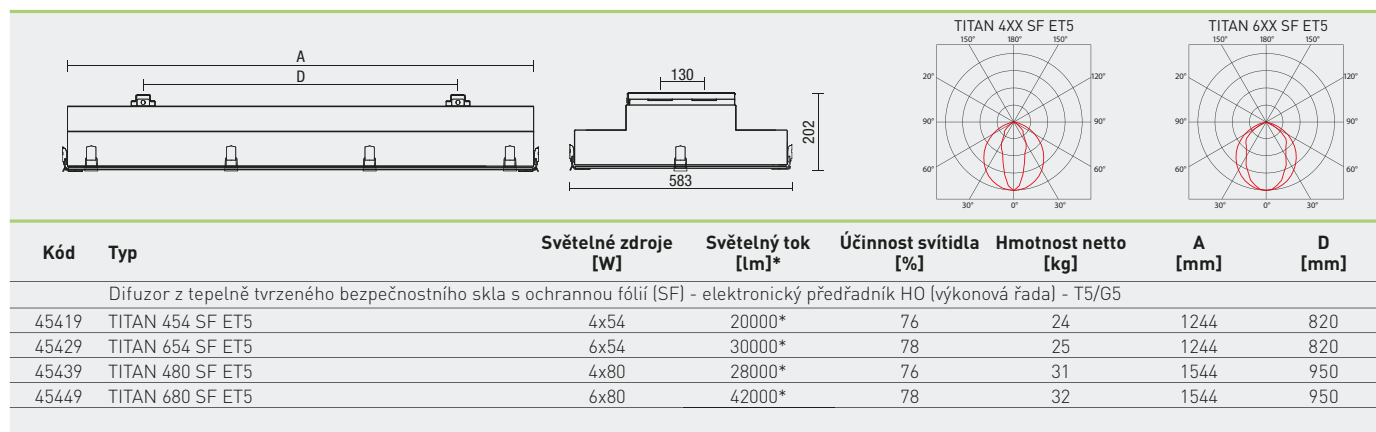 A
D
130
202
583
TITAN 4XX SF ET5
150° 180° 150°
20° 120°
90° 90°
60° 60°
30° 0° 30°
TITAN 6XX SF ET5
150° 180° 150°
20° 120°
90° 90°
60° 60°
30° 0° 30°
Kód Typ Světelné zdroje [W] Světelný tok [lm]* Účinnost svítidla [%] Hmotnost netto [kg] A [mm] D [mm]
Difuzor z tepelně tvrzeného bezpečnostního skla s ochrannou fólií (SF) - elektronický předřadník HO (výkonová řada) - T5/G5
45419 TITAN 454 SF ET5 4x54 20000* 76 24 1244 820
45429 TITAN 654 SF ET5 6x54 30000* 78 25 1244 820
45439 TITAN 480 SF ET5 4x80 28000* 76 31 1544 950
45449 TITAN 680 SF ET5 6x80 42000* 78 32 1544 950